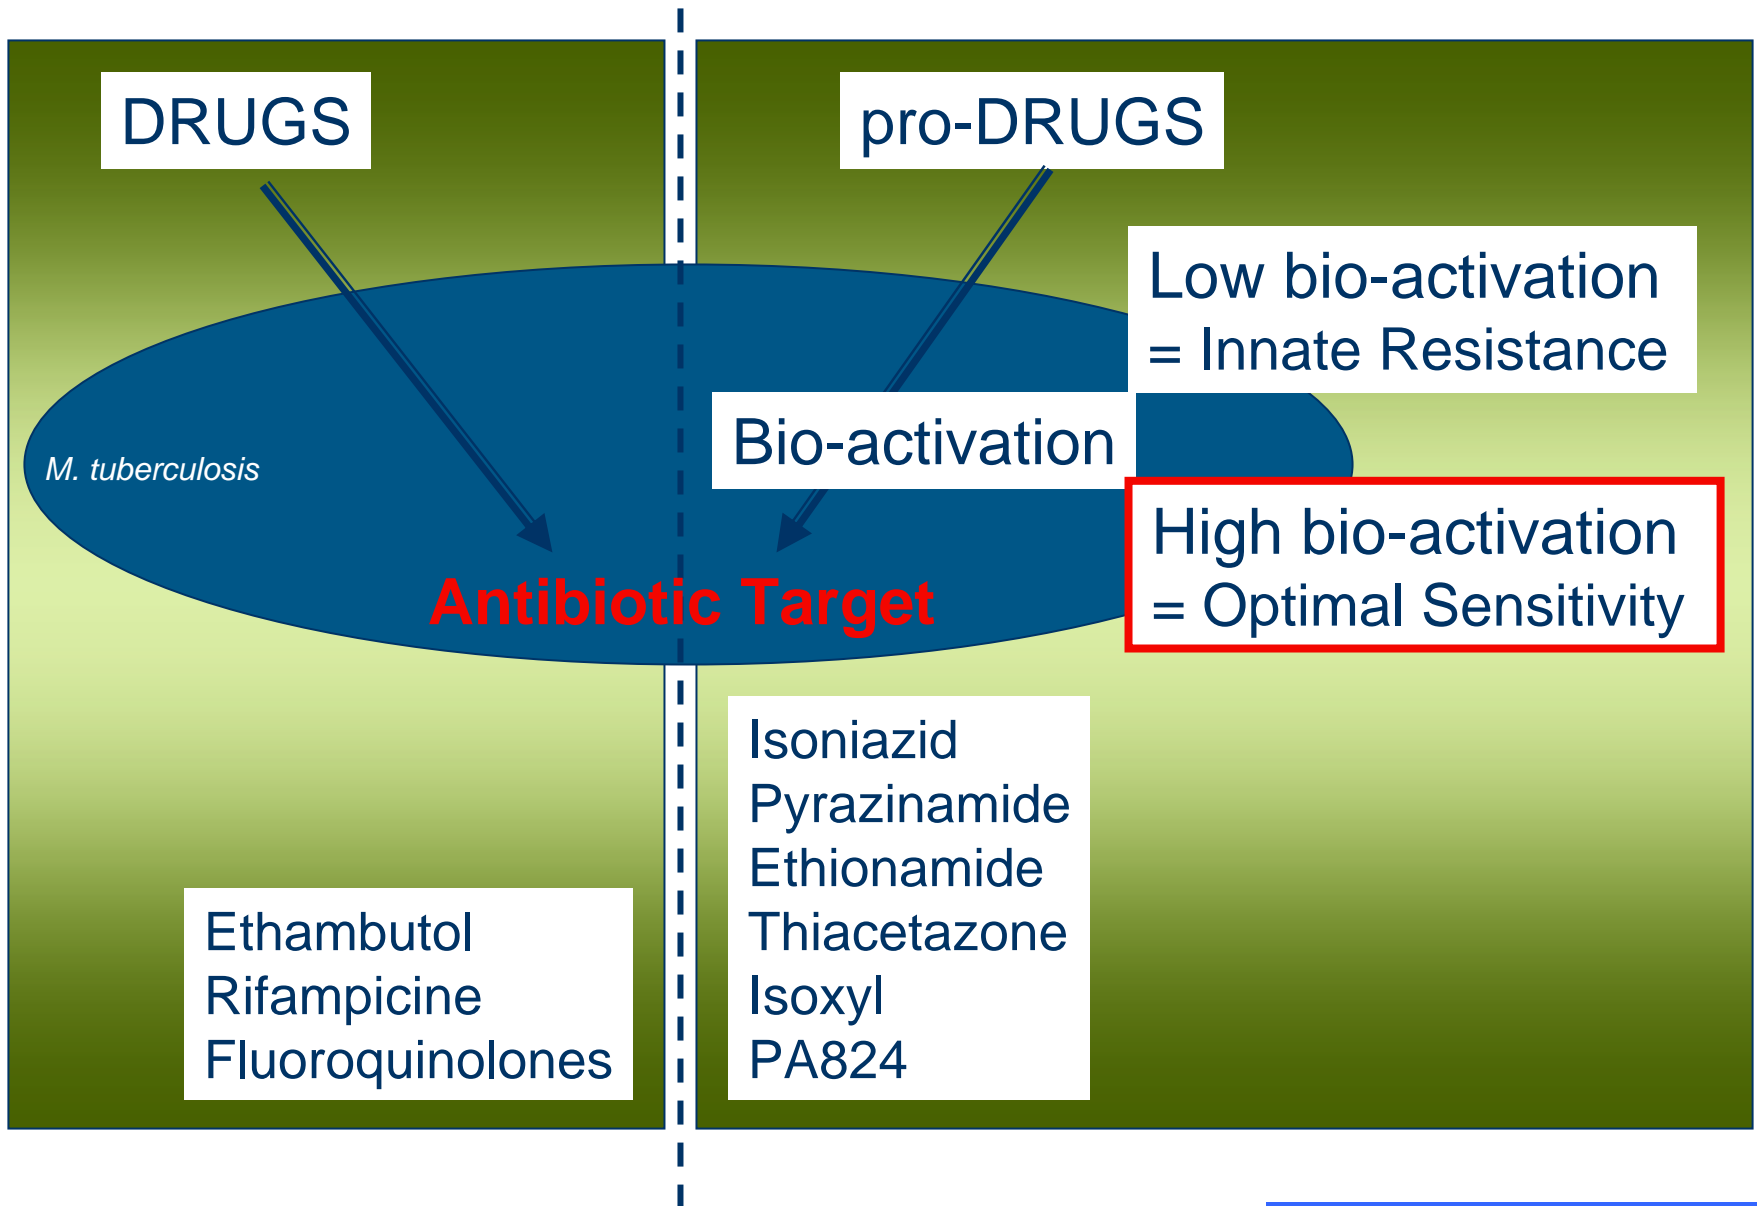 DRUGS
pro-DRUGS
Low bio-activation
= Innate Resistance
Bio-activation
M. tuberculosis
High bio-activation
= Optimal Sensitivity
Antibiotic Target
Isoniazid
Pyrazinamide
Ethionamide
Thiacetazone
Isoxyl
PA824
Ethambutol
Rifampicine
Fluoroquinolones